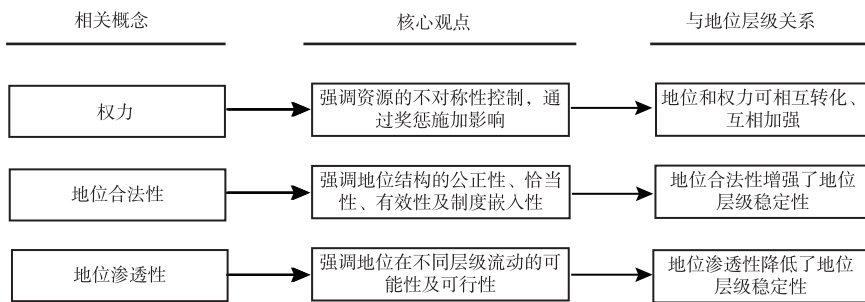 相关概念
核心观点
与地位层级关系
权力
强调资源的不对称性控制，通
过奖惩施加影响
地位和权力可相互转化、
互相加强
地位合法性
强调地位结构的公正性、恰当
性、有效性及制度嵌入性
地位合法性增强了地位
层级稳定性
地位渗透性
强调地位在不同层级流动的可
能性及可行性
地位渗透性降低了地位
层级稳定性